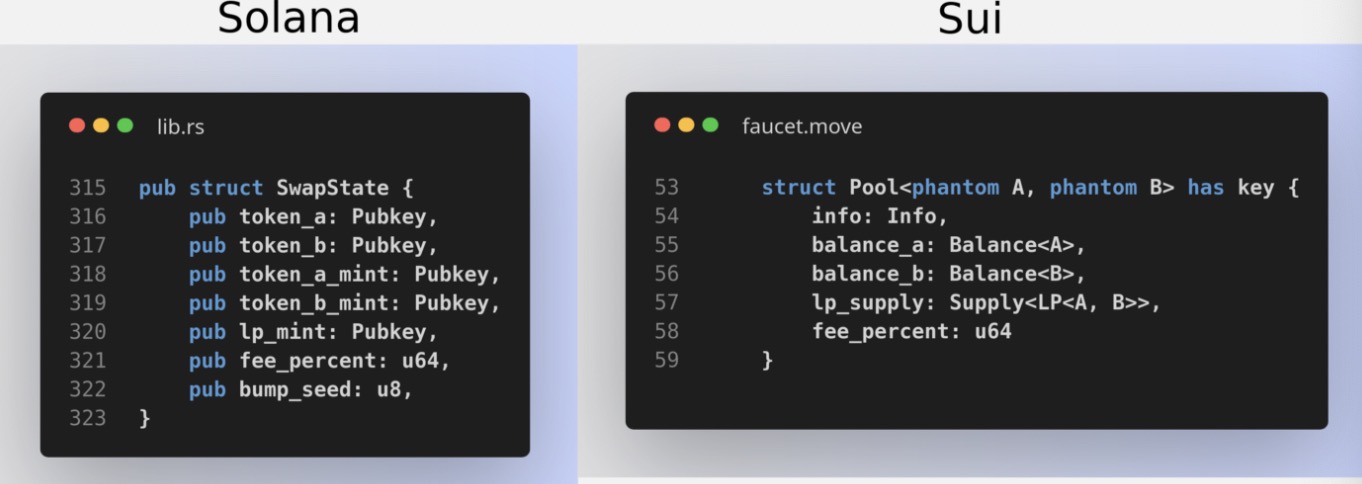 Solana
lib.rs
315 pub struct SwapState {
316     pub token_a: Pubkey,
317     pub token_b: Pubkey,
318     pub token_a_mint: Pubkey,
319     pub token_b_mint: Pubkey,
320     pub lp_mint: Pubkey,
321     pub fee_percent: u64,
322     pub bump_seed: u8,
323 }
Sui
faucet.move
53     struct Pool<phantom A, phantom B> has key {
54         info: Info,
55         balance_a: Balance<A>,
56         balance_b: Balance<B>,
57         lp_supply: Supply<LP<A, B>>,
58         fee_percent: u64
59     }